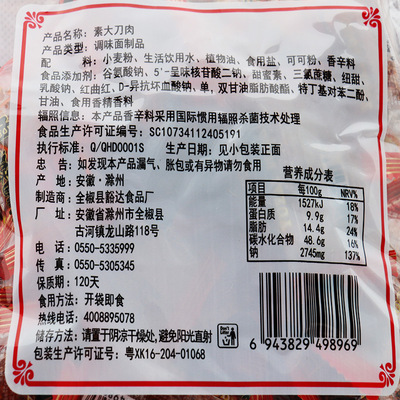 产品名称：素大刀肉
产品类型：调味面制品
配 料：小麦粉、生活饮用水、植物油、食用盐、可可粉、香辛料
食品添加剂：谷氨酸钠、5'-呈味核苷酸二钠、甜蜜素、三氯蔗糖、纽甜、
乳酸钠、红曲红、D-异抗坏血酸钠、单，双甘油脂肪酸酯、特丁基对苯二酚、
甘油、食用香精香料
辐照信息：本产品香辛料采用国际惯用辐照杀菌技术处理
食品生产许可证编号：SC10734112405191
执行标准：Q/QHD0001S 生产日期：见小包装正面
警 示：如发现本产品漏气、胀包或有异物请勿食用
产 地：安徽·滁州
制造商：全椒县豁达食品厂
厂 址：安徽省滁州市全椒县
古河镇龙山路118号
电 话：0550-5335999
传 真：0550-5305345
保质期：120天
食用方法：开袋即食
热线电话：4008895078
储存方法：请置于阴凉干燥处，避免阳光直射
包装生产许可证号：粤XK16-204-01068
营养成分表
项目 每100g NRV%
能量 1527kJ 18%
蛋白质 9.9g 17%
脂肪 14.4g 24%
碳水化合物 48.6g 16%
钠 2745mg 137%
6 943829 498969